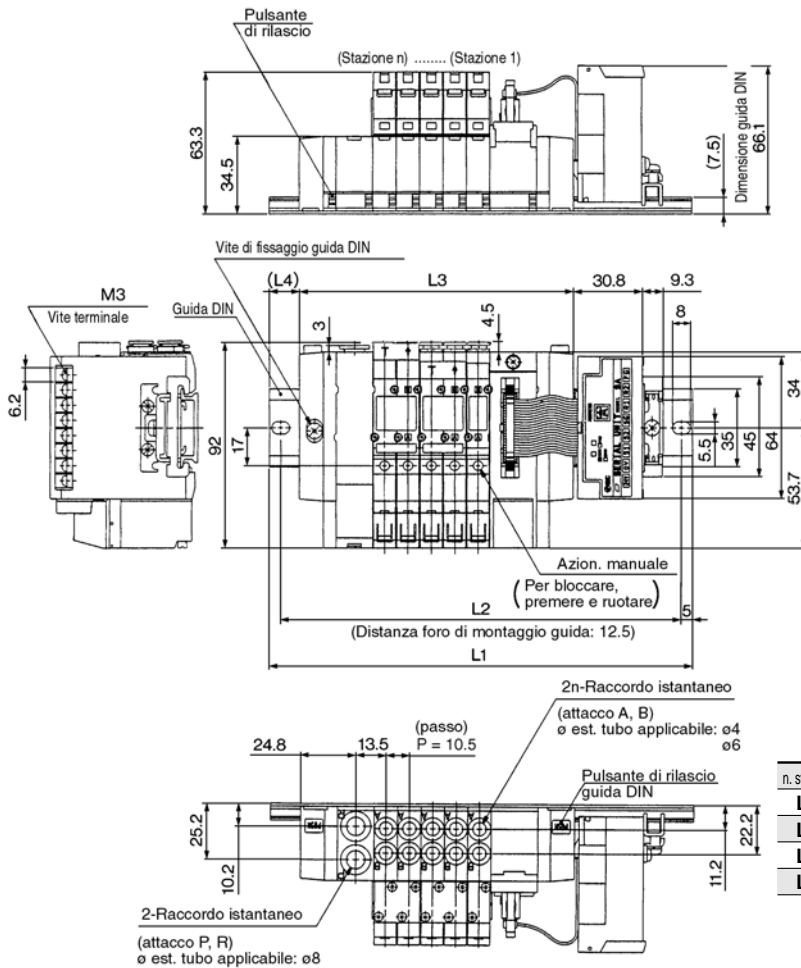 Pulsante
di rilascio
(Stazione n) ........ (Stazione 1)
63.3
34.5
(7.5)
Dimensione guida DIN
66.1
Vite di fissaggio guida DIN
(L4)
L3
30.8
9.3
M3
Vite terminale
Guida DIN
3
4.5
8
6.2
92
17
34
5.5
35
45
64
53.7
SERIAL UNIT
Azion. manuale
(Per bloccare,
premere e ruotare)
L2
5
(Distanza foro di montaggio guida: 12.5)
L1
2n-Raccordo istantaneo
(attacco A, B)
ø est. tubo applicabile: ø4
ø6
(passo)
P = 10.5
24.8
13.5
Pulsante di rilascio
guida DIN
25.2
10.2
22.2
11.2
2-Raccordo istantaneo
(attacco P, R)
ø est. tubo applicabile: ø8
n. s
L
L
L
L